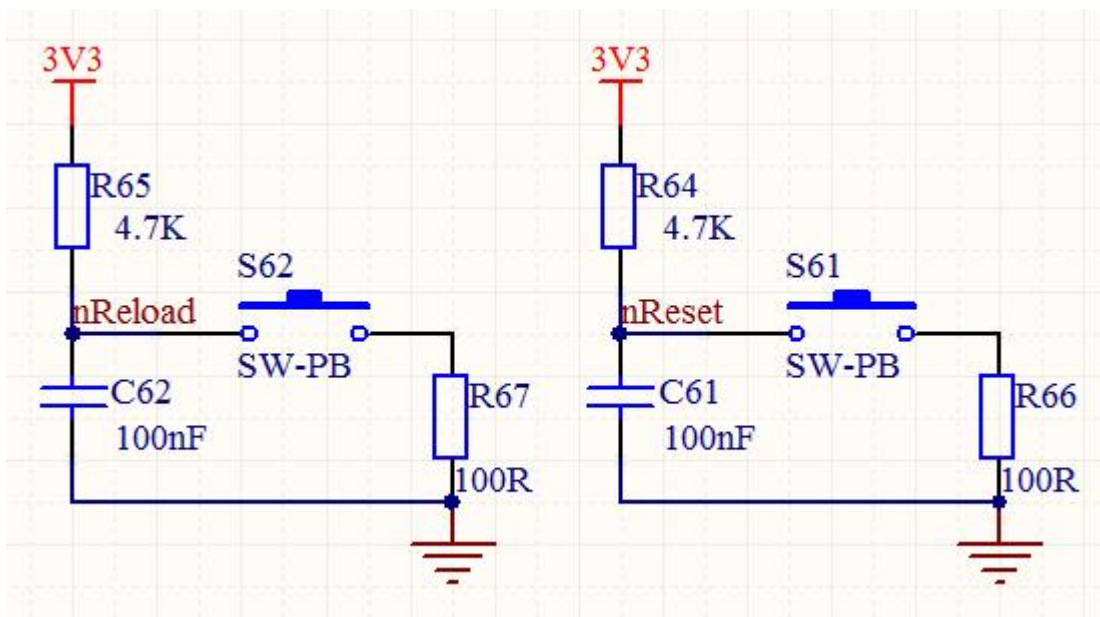 3V3
R65
4.7K
S62
nReload
SW-PB
C62
100nF
R67
100R
3V3
R64
4.7K
S61
nReset
SW-PB
C61
100nF
R66
100R